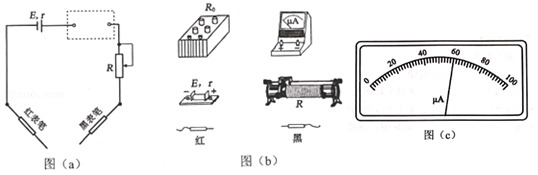 E, r
R
红表笔
黑表笔
图（a）
R₀
μA
E, r
- +
R
红
黑
图（b）
0 20 40 60 80 100
μA
图（c）